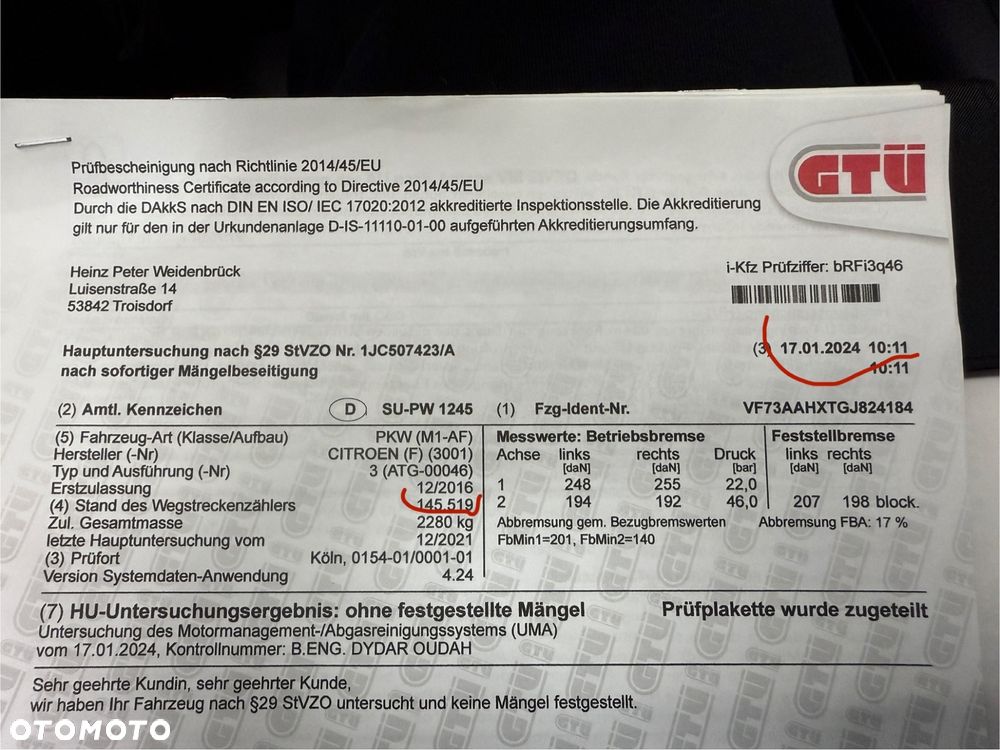 GTÜ
Prüfbescheinigung nach Richtlinie 2014/45/EU
Roadworthiness Certificate according to Directive 2014/45/EU
Durch die DAkkS nach DIN EN ISO/ IEC 17020:2012 akkreditierte Inspektionsstelle. Die Akkreditierung
gilt nur für den in der Urkundenanlage D-IS-11110-01-00 aufgeführten Akkreditierungsumfang.
Heinz Peter Weidenbrück
Luisenstraße 14
53842 Troisdorf
i-Kfz Prüfziffer: bRFi3q46
Hauptuntersuchung nach §29 StVZO Nr. 1JC507423/A
nach sofortiger Mängelbeseitigung
(3) 17.01.2024 10:11
10:11
(2) Amtl. Kennzeichen D SU-PW 1245 (1) Fzg-Ident-Nr. VF73AAHXTGJ824184
(5) Fahrzeug-Art (Klasse/Aufbau) PKW (M1-AF)
Hersteller (-Nr) CITROEN (F) (3001)
Typ und Ausführung (-Nr) 3 (ATG-00046)
Erstzulassung 12/2016
(4) Stand des Wegstreckenzählers 145.519
Zul. Gesamtmasse 2280 kg
letzte Hauptuntersuchung vom 12/2021
(3) Prüfort Köln, 0154-01/0001-01
Version Systemdaten-Anwendung 4.24
Messwerte: Betriebsbremse Feststellbremse
Achse links rechts Druck links rechts
[daN] [daN] [bar] [daN] [daN]
1 248 255 22,0
2 194 192 46,0 207 198 block.
Abbremsung gem. Bezugbremswerten Abbremsung FBA: 17 %
FbMin1=201, FbMin2=140
(7) HU-Untersuchungsergebnis: ohne festgestellte Mängel Prüfplakette wurde zugeteilt
Untersuchung des Motormanagement-/Abgasreinigungssystems (UMA)
vom 17.01.2024, Kontrollnummer: B.ENG. DYDAR OUDAH
Sehr geehrte Kundin, sehr geehrter Kunde,
wir haben Ihr Fahrzeug nach §29 StVZO untersucht und keine Mängel festgestellt.
OTOMOTO